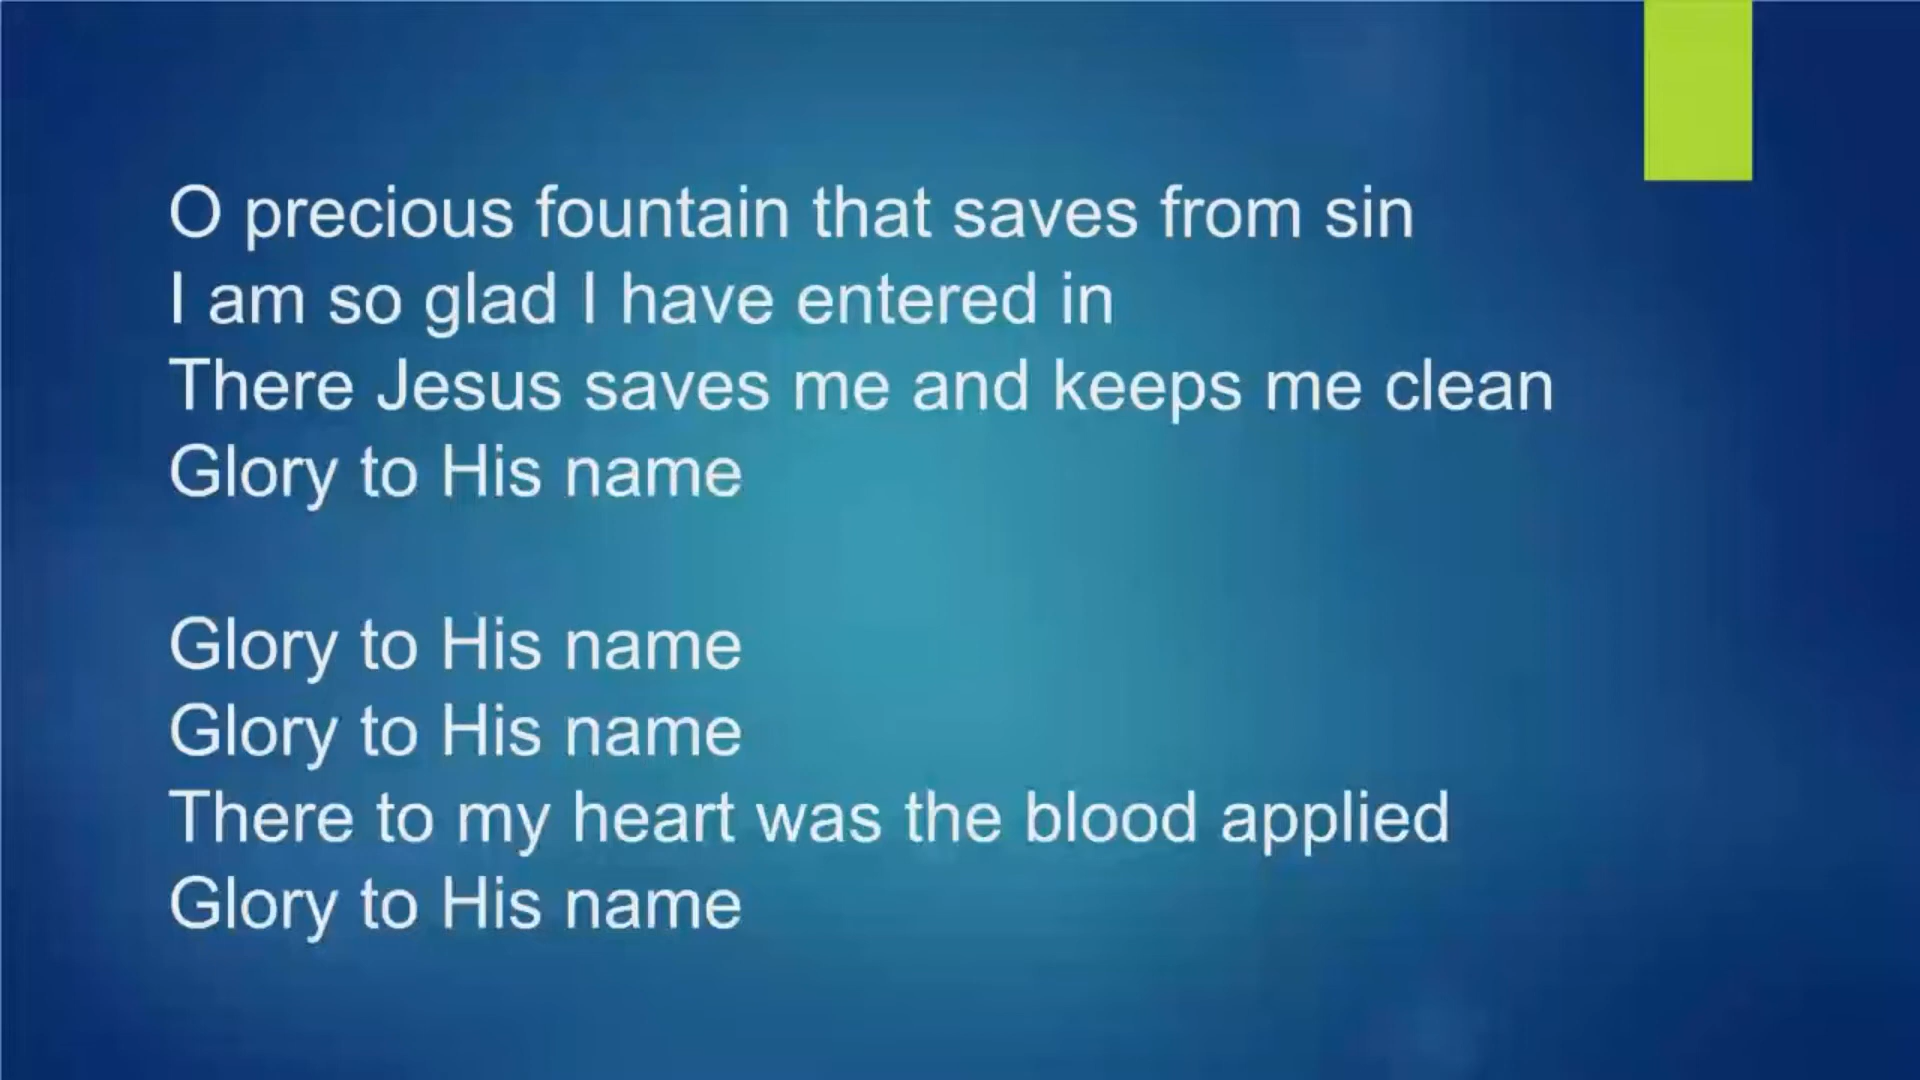 O precious fountain that saves from sin
I am so glad I have entered in
There Jesus saves me and keeps me clean
Glory to His name
Glory to His name
Glory to His name
There to my heart was the blood applied
Glory to His name